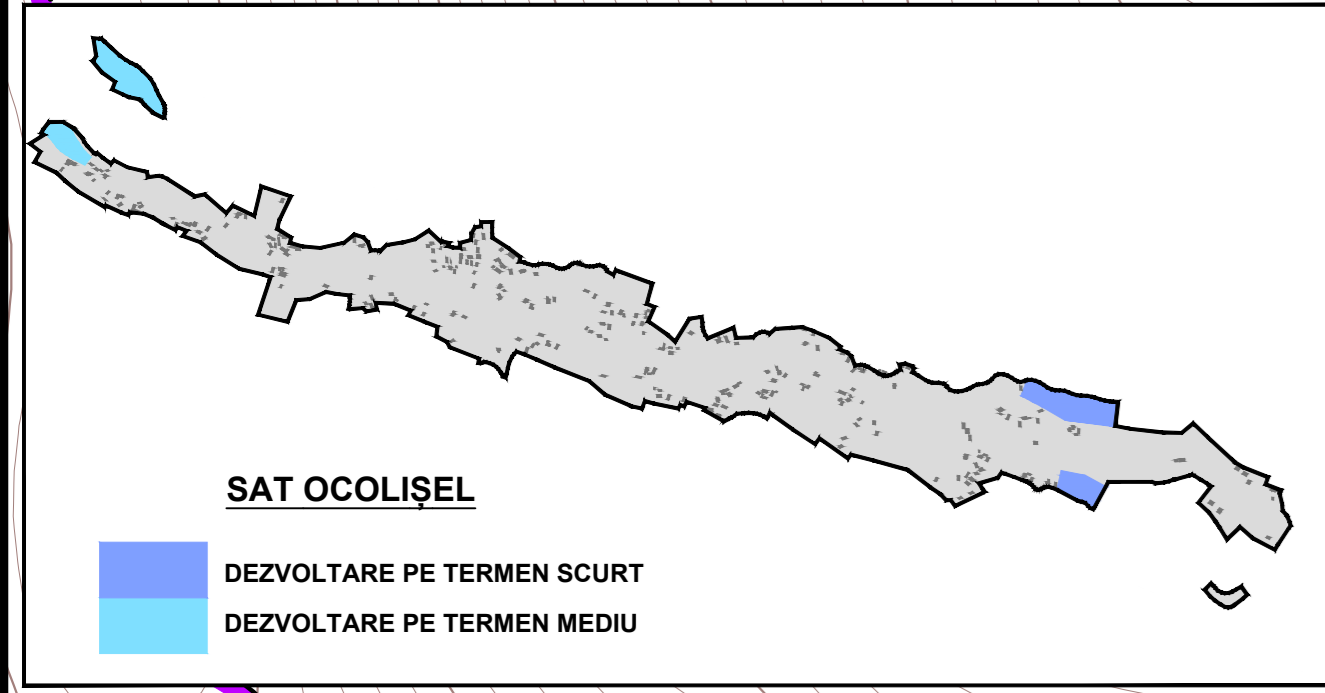 SAT OCOLIȘEL
DEZVOLTARE PE TERMEN SCURT
DEZVOLTARE PE TERMEN MEDIU